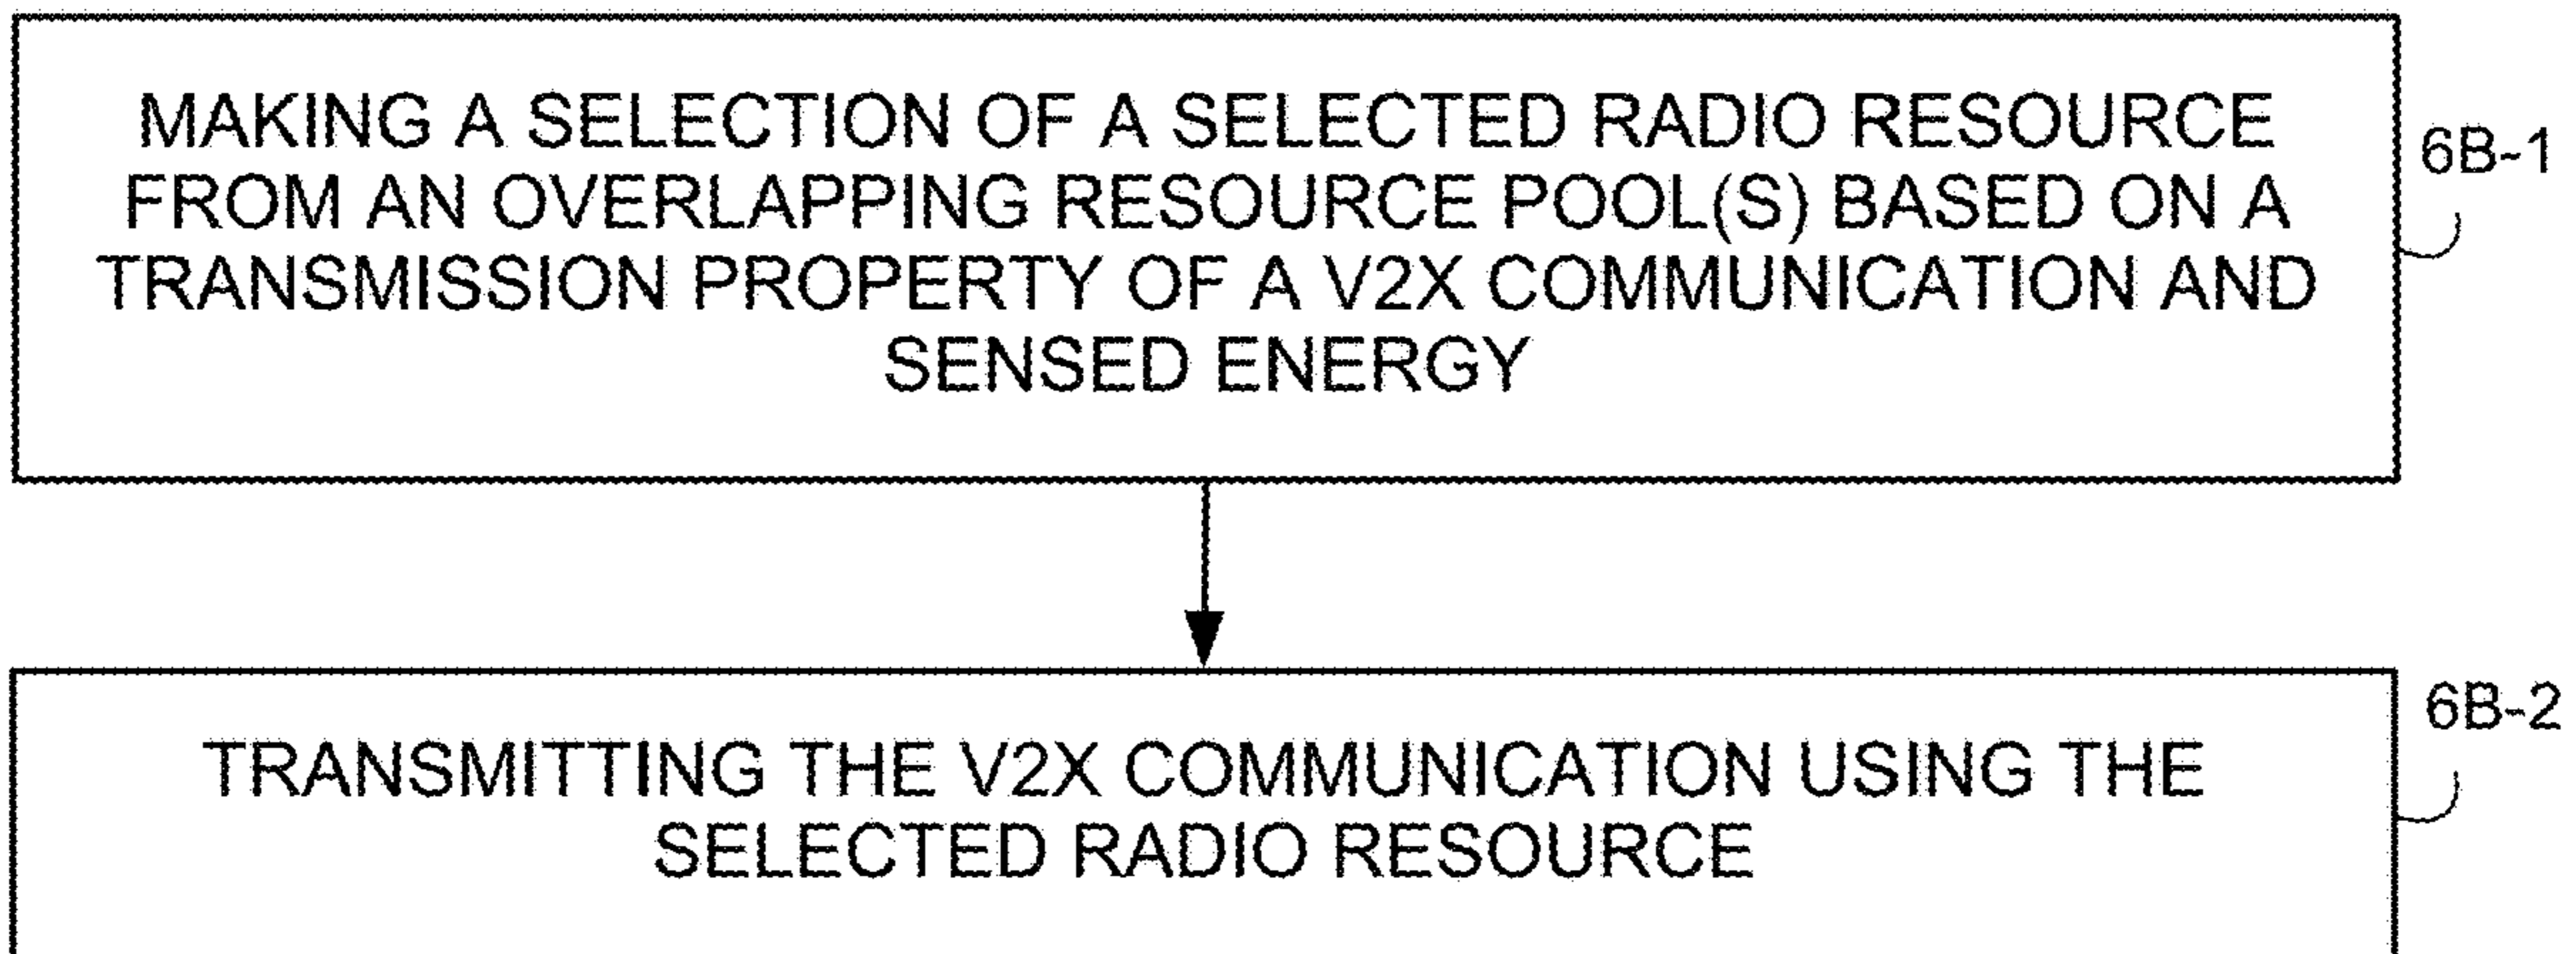 MAKING A SELECTION OF A SELECTED RADIO RESOURCE
FROM AN OVERLAPPING RESOURCE POOL(S) BASED ON A
TRANSMISSION PROPERTY OF A V2X COMMUNICATION AND
SENSED ENERGY
6B-1
TRANSMITTING THE V2X COMMUNICATION USING THE
SELECTED RADIO RESOURCE
6B-2